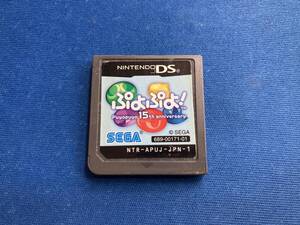 NINTENDO DS
ぷよぷよ!
Puyopuyo 15th anniversary
© SEGA
SEGA
689-00171-01
NTR-APUJ-JPN-1